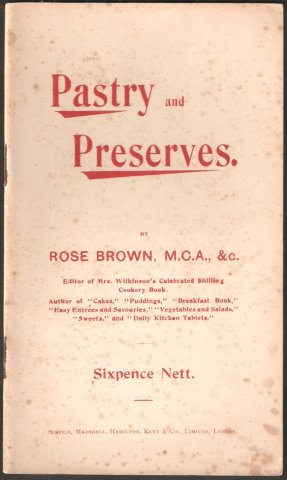 Pastry and
Preserves.
BY
ROSE BROWN, M.C.A., &c.
Editor of Mrs. Wilkinson's Celebrated Shilling
Cookery Book.
Author of "Cakes," "Puddings," "Breakfast Book,"
"Easy Entrées and Savouries," "Vegetables and Salads,"
"Sweets," and "Daily Kitchen Tablets."
Sixpence Nett.
SIMPKIN, MARSHALL, HAMILTON, KENT & CO., LIMITED, LONDON.